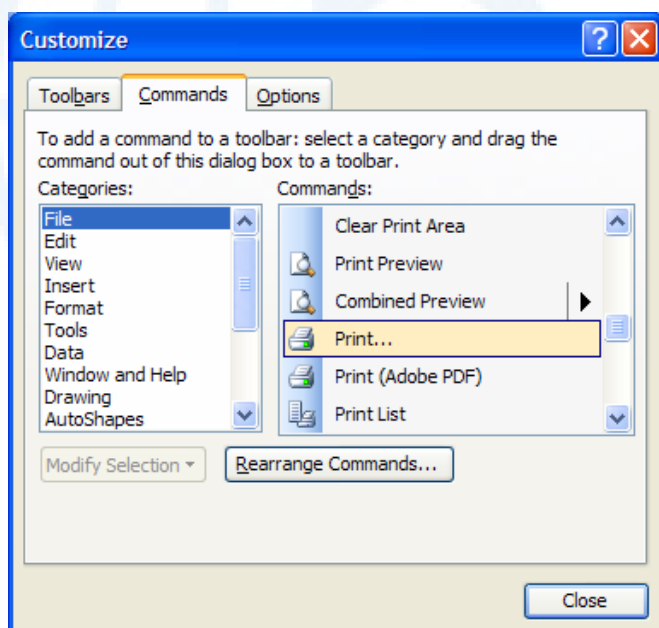 Customize
Toolbars Commands Options
To add a command to a toolbar: select a category and drag the
command out of this dialog box to a toolbar.
Categories:
File
Edit
View
Insert
Format
Tools
Data
Window and Help
Drawing
AutoShapes
Commands:
Clear Print Area
Print Preview
Combined Preview
Print...
Print (Adobe PDF)
Print List
Modify Selection
Rearrange Commands...
Close